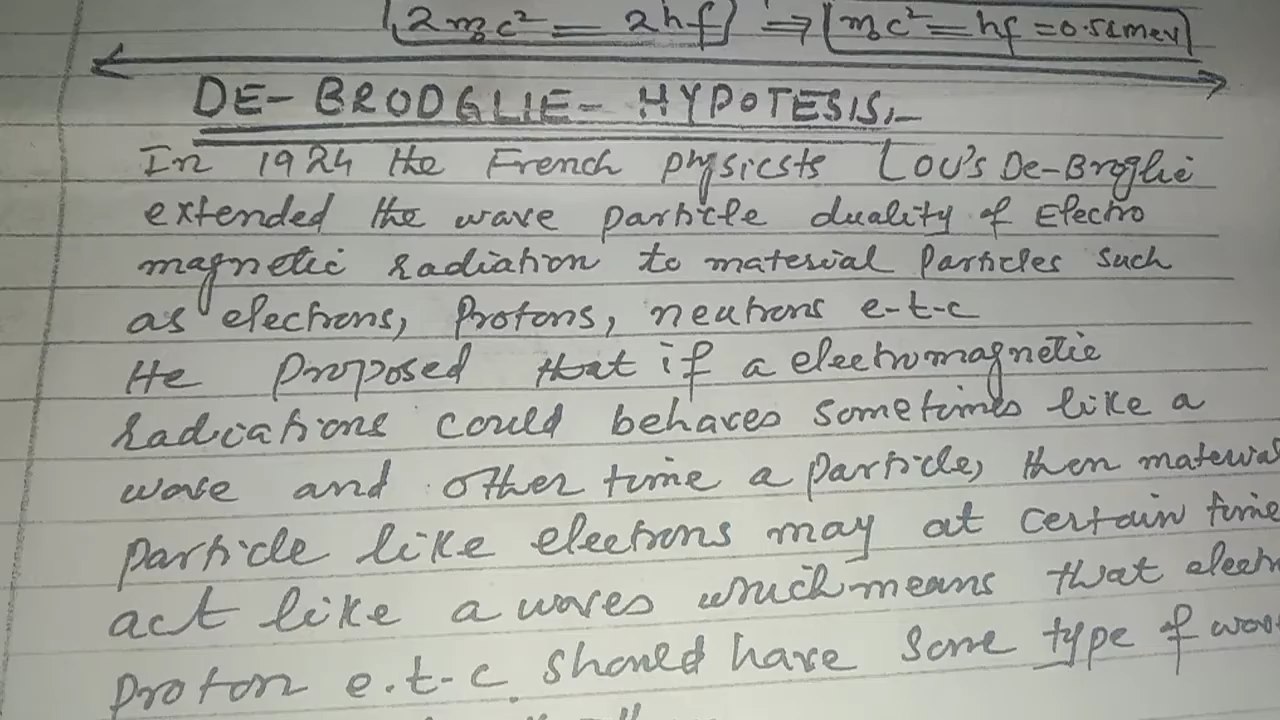 2m₀c² = 2hf ⇒ m₀c² = hf = 0.51mev
DE- BRODGLIE- HYPOTESIS,-
In 1924 the French physicsts Lou's De-Broglie
extended the wave particle duality of Electro
magnetic radiation to material particles such
as electrons, Protons, neutrons e-t-c
He proposed that if a electromagnetic
radiations could behaves sometimes like a
wave and other time a particle, then material
particle like electrons may at certain time
act like a waves which means that electr
proton e.t-c. should have some type of wav